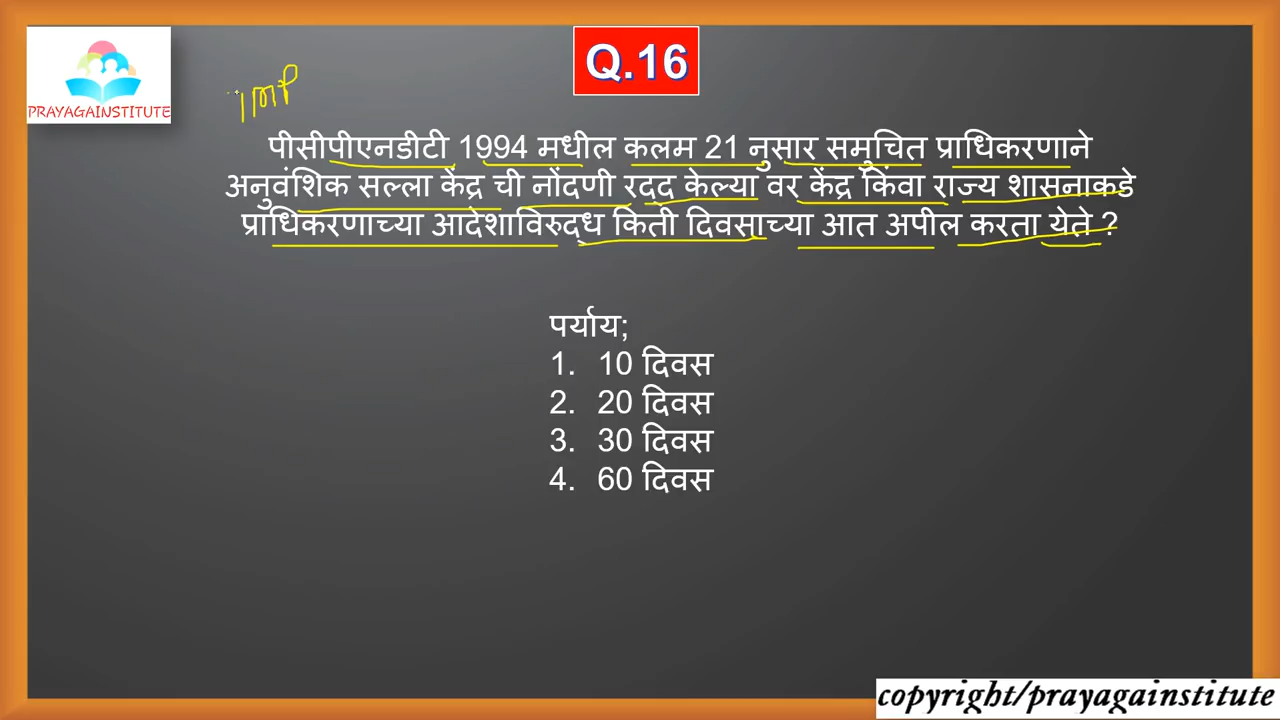 PRAYAGAINSTITUTE
Q.16
IMP
पीसीपीएनडीटी 1994 मधील कलम 21 नुसार समुचित प्राधिकरणाने
अनुवंशिक सल्ला केंद्र ची नोंदणी रद्द केल्या वर केंद्र किंवा राज्य शासनाकडे
प्राधिकरणाच्या आदेशाविरुद्ध किती दिवसाच्या आत अपील करता येते ?
पर्याय;
1. 10 दिवस
2. 20 दिवस
3. 30 दिवस
4. 60 दिवस
copyright/prayagainstitute